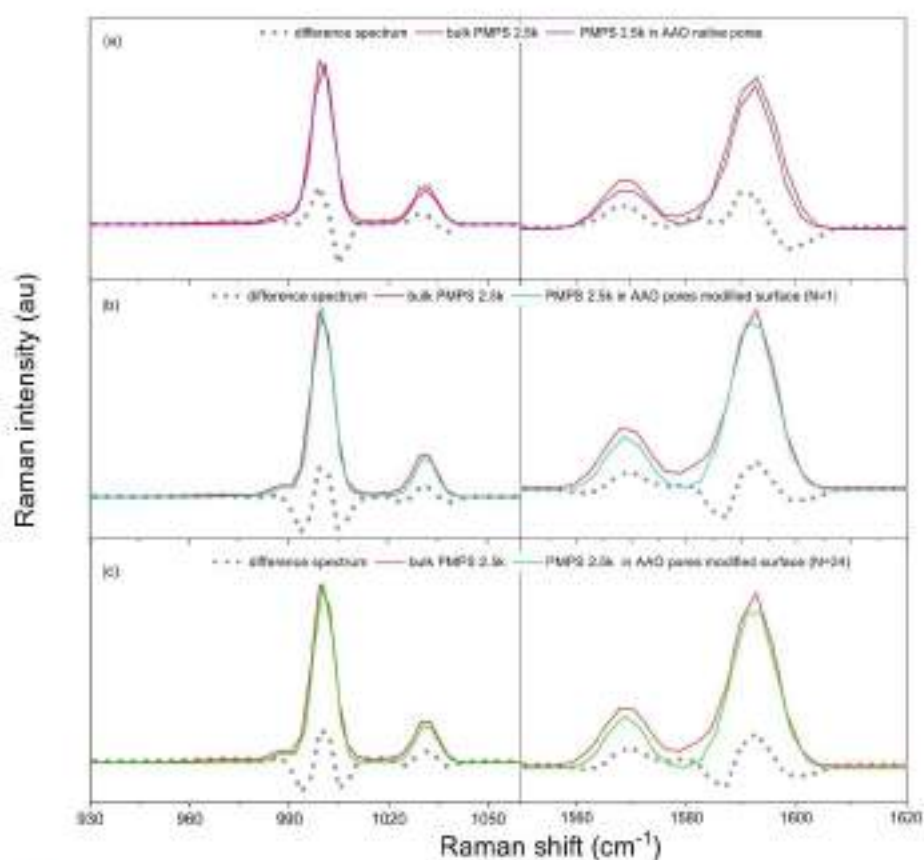 (a)
difference spectrum bulk PMPS 2.5k PMPS 2.5k in AAO native pores
(b)
difference spectrum bulk PMPS 2.5k PMPS 2.5k in AAO pores modified surface (N=1)
(c)
difference spectrum bulk PMPS 2.5k PMPS 2.5k in AAO pores modified surface (N=24)
Raman intensity (au)
930 960 990 1020 1050 1560 1580 1600 1620
Raman shift (cm⁻¹)